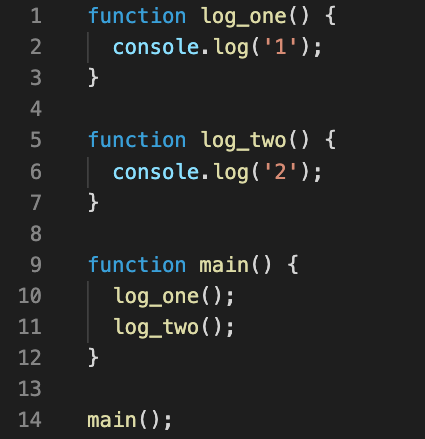 1 function log_one() {
2   console.log('1');
3 }
4
5 function log_two() {
6   console.log('2');
7 }
8
9 function main() {
10   log_one();
11   log_two();
12 }
13
14 main();